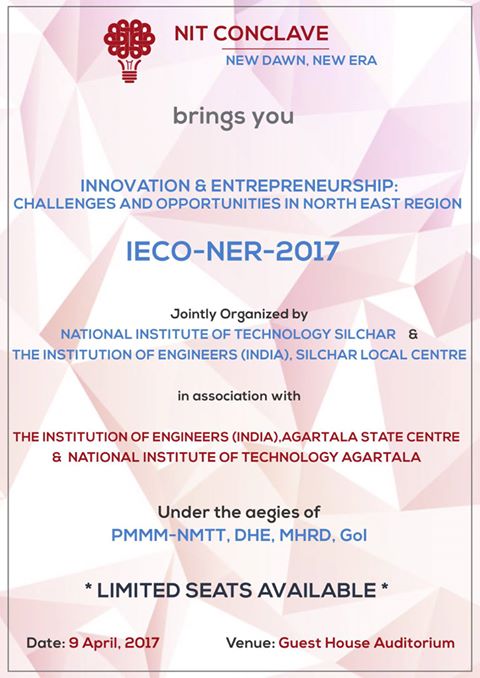 NIT CONCLAVE
NEW DAWN, NEW ERA
brings you
INNOVATION & ENTREPRENEURSHIP:
CHALLENGES AND OPPORTUNITIES IN NORTH EAST REGION
IECO-NER-2017
Jointly Organized by
NATIONAL INSTITUTE OF TECHNOLOGY SILCHAR &
THE INSTITUTION OF ENGINEERS (INDIA), SILCHAR LOCAL CENTRE
in association with
THE INSTITUTION OF ENGINEERS (INDIA),AGARTALA STATE CENTRE
& NATIONAL INSTITUTE OF TECHNOLOGY AGARTALA
Under the aegies of
PMMM-NMTT, DHE, MHRD, GoI
* LIMITED SEATS AVAILABLE *
Date: 9 April, 2017 Venue: Guest House Auditorium